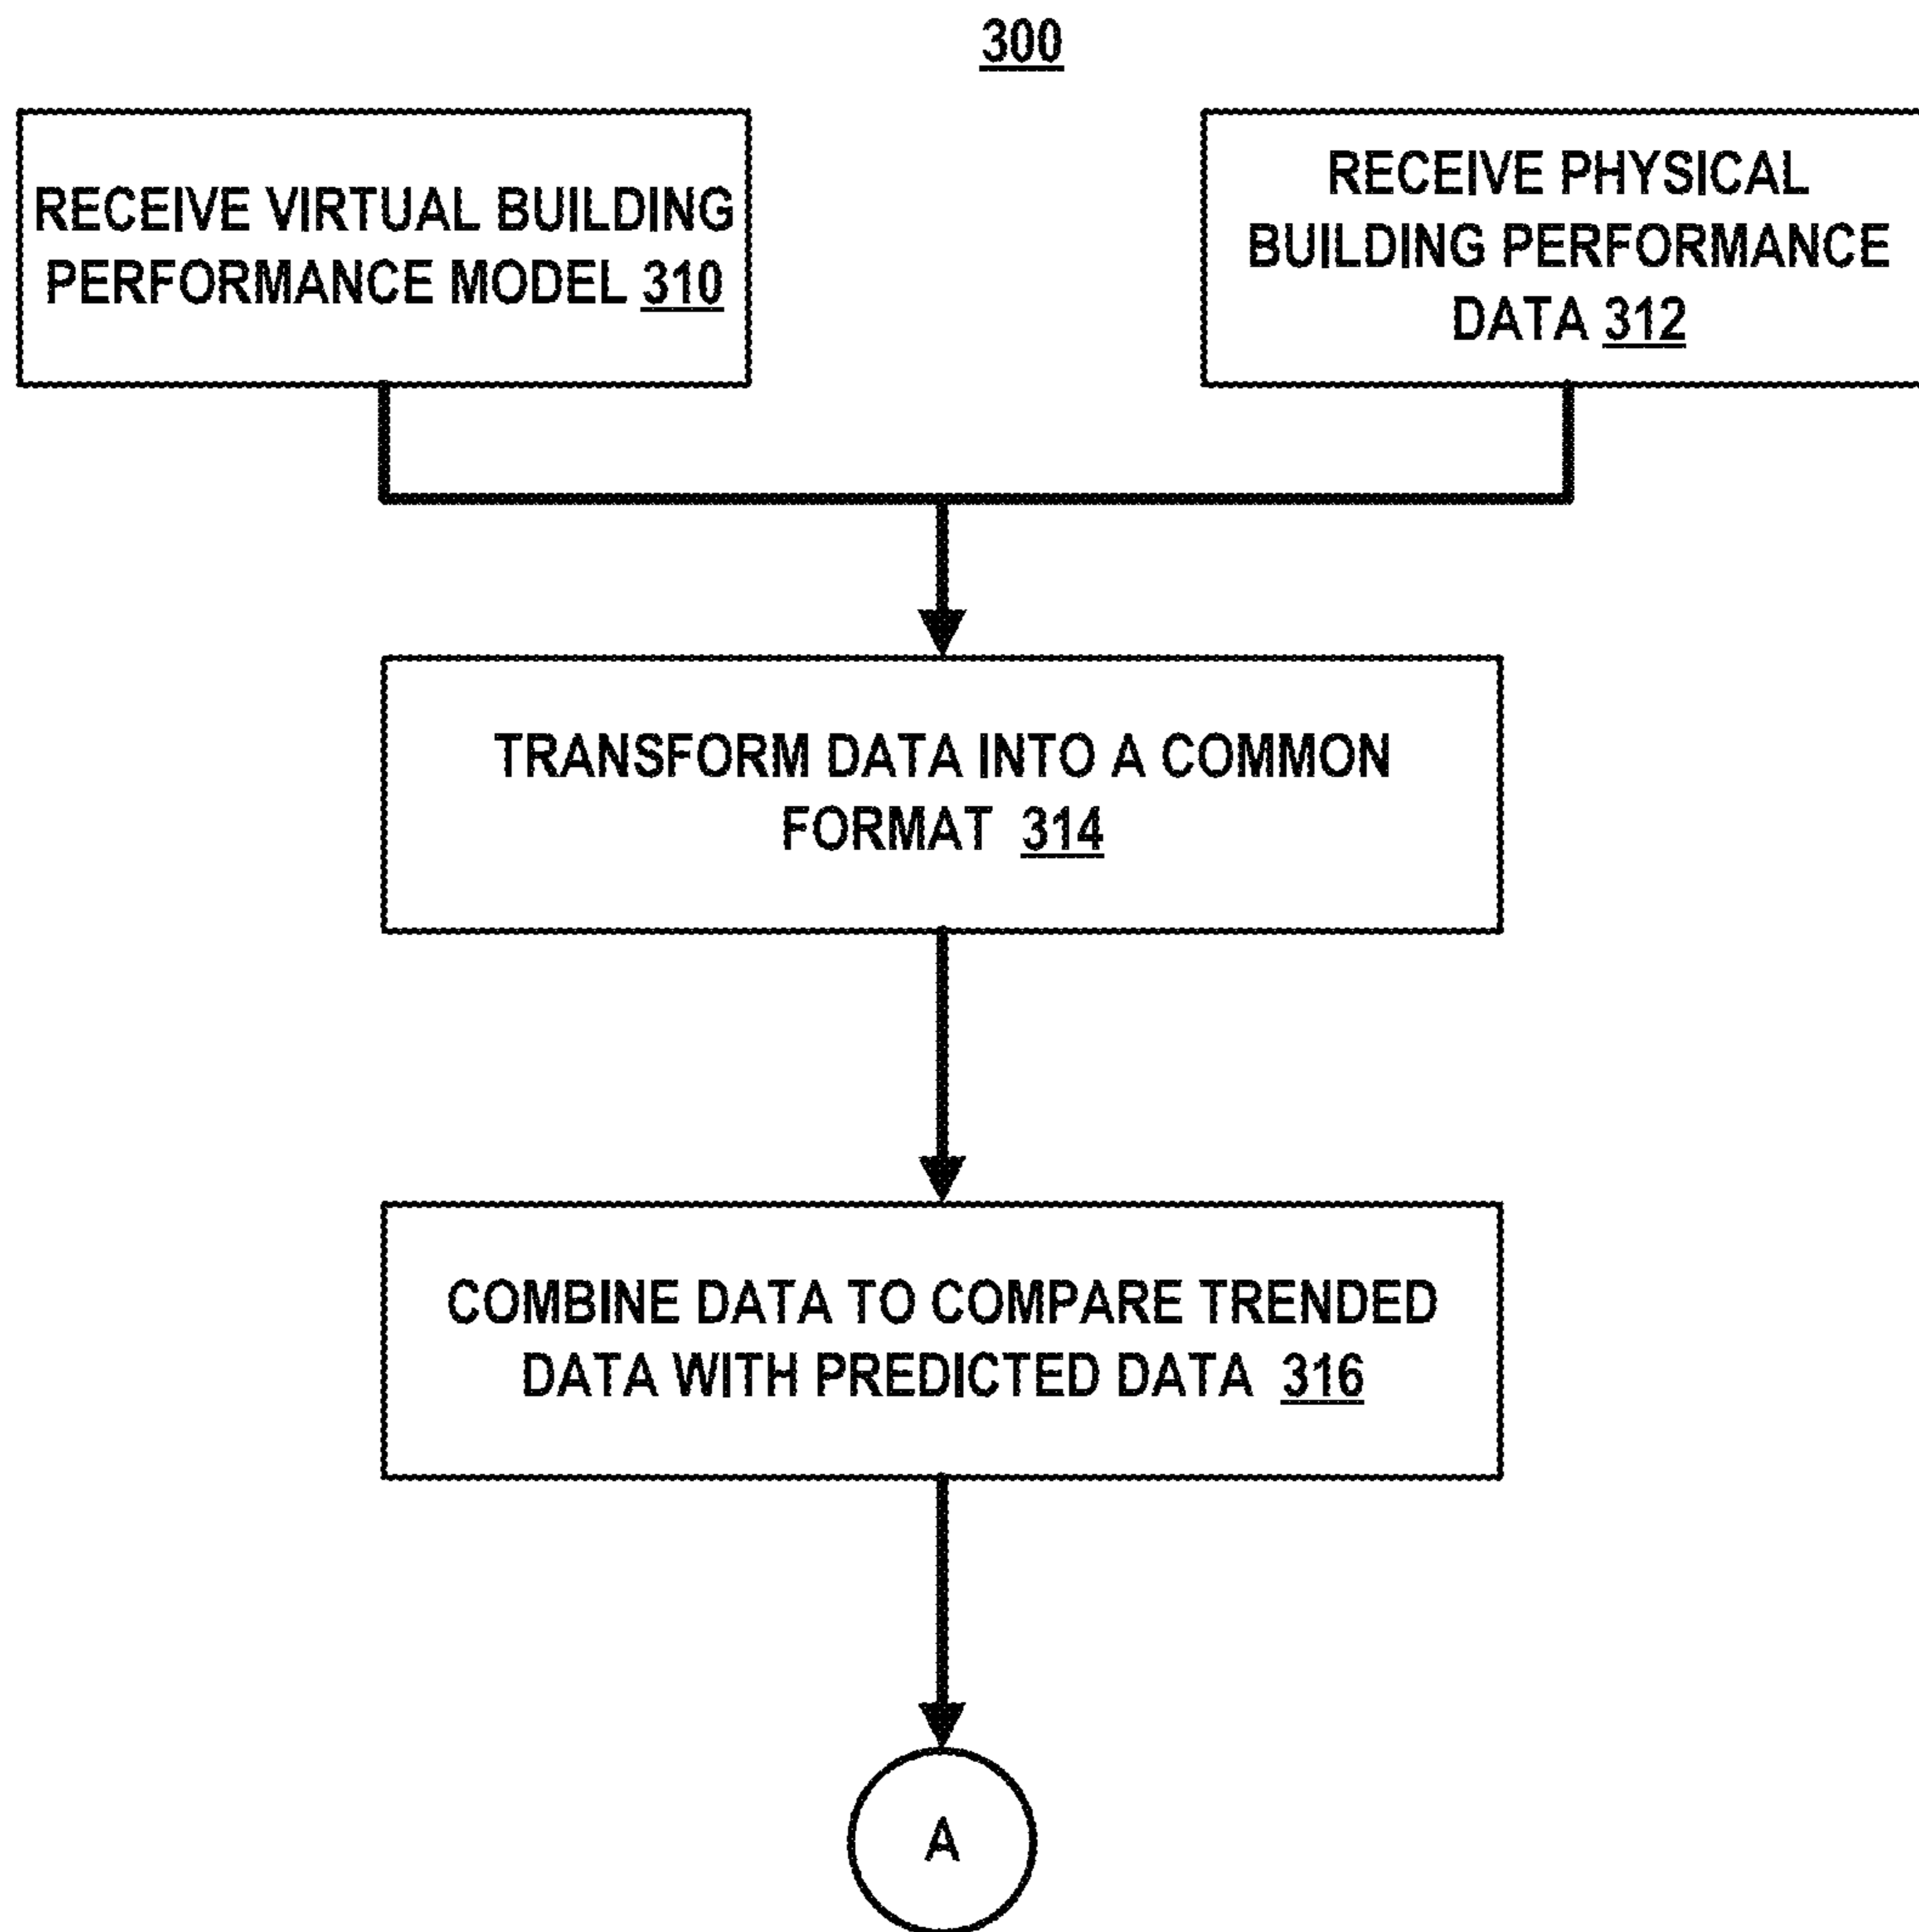 300
RECEIVE VIRTUAL BUILDING
PERFORMANCE MODEL 310
RECEIVE PHYSICAL
BUILDING PERFORMANCE
DATA 312
TRANSFORM DATA INTO A COMMON
FORMAT 314
COMBINE DATA TO COMPARE TRENDED
DATA WITH PREDICTED DATA 316
A